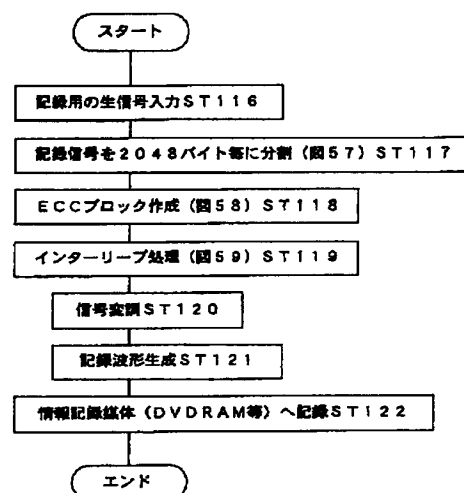 スタート
記録用の生信号入力ST116
記録信号を2048バイト毎に分割(図57)ST117
ECCブロック作成(図58)ST118
インターリーブ処理(図59)ST119
信号変調ST120
記録波形生成ST121
情報記録媒体(DVDRAM等)へ記録ST122
エンド